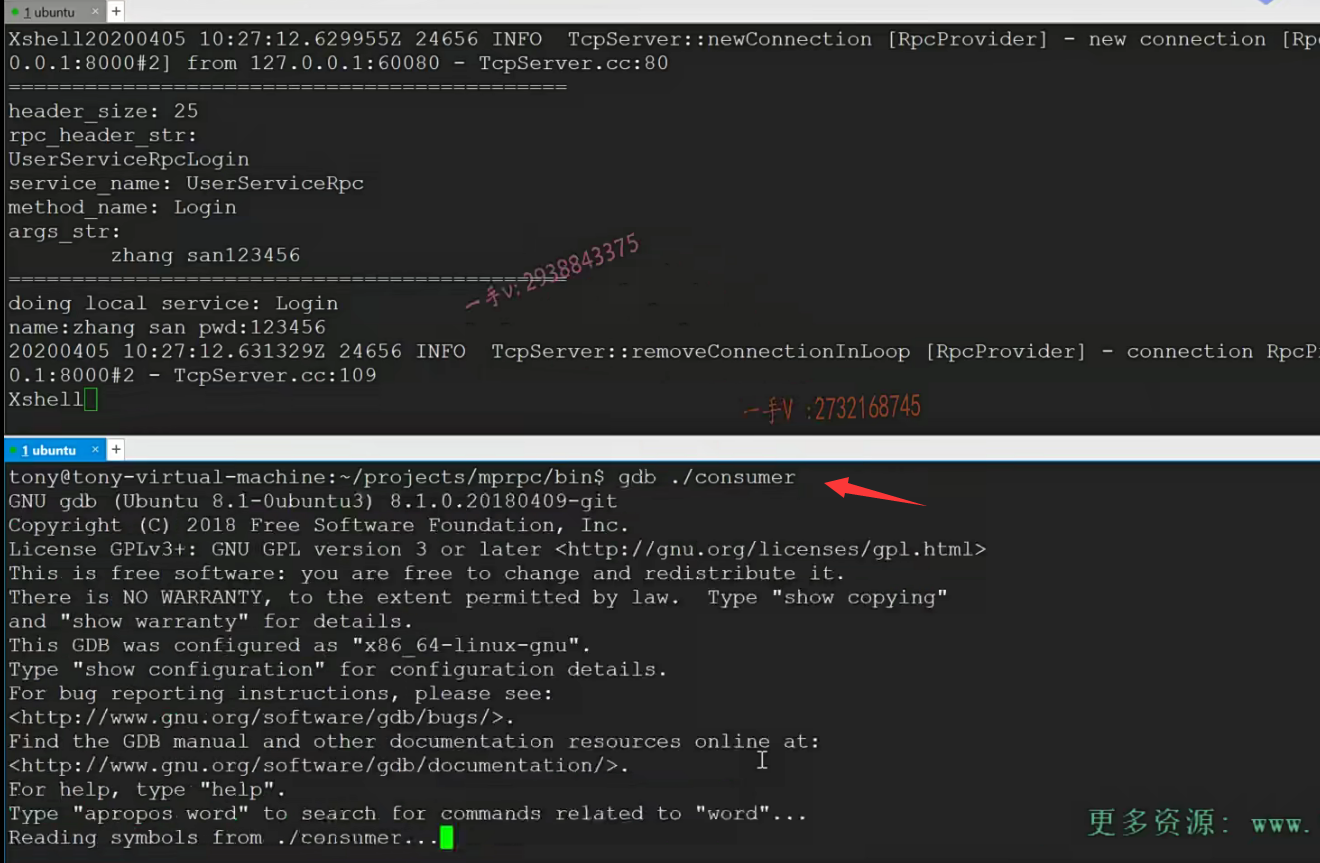 1 ubuntu × +
Xshell20200405 10:27:12.629955Z 24656 INFO  TcpServer::newConnection [RpcProvider] - new connection [Rp
0.0.1:8000#2] from 127.0.0.1:60080 - TcpServer.cc:80
============================================
header_size: 25
rpc_header_str:
UserServiceRpcLogin
service_name: UserServiceRpc
method_name: Login
args_str:
        zhang san123456
============================================
一手v: 2938843375
doing local service: Login
name:zhang san pwd:123456
20200405 10:27:12.631329Z 24656 INFO  TcpServer::removeConnectionInLoop [RpcProvider] - connection RpcP
0.1:8000#2 - TcpServer.cc:109
Xshell
一手V :2732168745
1 ubuntu × +
tony@tony-virtual-machine:~/projects/mprpc/bin$ gdb ./consumer
GNU gdb (Ubuntu 8.1-0ubuntu3) 8.1.0.20180409-git
Copyright (C) 2018 Free Software Foundation, Inc.
License GPLv3+: GNU GPL version 3 or later <http://gnu.org/licenses/gpl.html>
This is free software: you are free to change and redistribute it.
There is NO WARRANTY, to the extent permitted by law.  Type "show copying"
and "show warranty" for details.
This GDB was configured as "x86_64-linux-gnu".
Type "show configuration" for configuration details.
For bug reporting instructions, please see:
<http://www.gnu.org/software/gdb/bugs/>.
Find the GDB manual and other documentation resources online at:
<http://www.gnu.org/software/gdb/documentation/>.
For help, type "help".
Type "apropos word" to search for commands related to "word"...
更多资源：www.
Reading symbols from ./consumer...